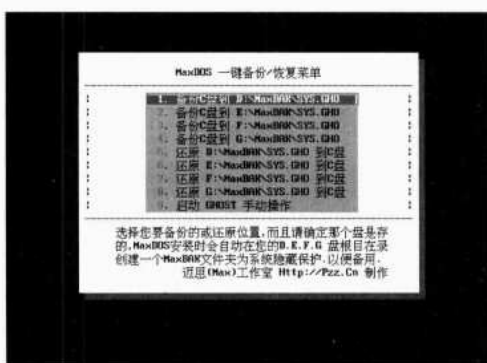 MaxDOS 一键备份/恢复菜单
1. 备份C盘到 D:\MaxBAK\SYS.GHO
2. 备份C盘到 E:\MaxBAK\SYS.GHO
3. 备份C盘到 F:\MaxBAK\SYS.GHO
4. 备份C盘到 G:\MaxBAK\SYS.GHO
5. 还原 D:\MaxBAK\SYS.GHO 到C盘
6. 还原 E:\MaxBAK\SYS.GHO 到C盘
7. 还原 F:\MaxBAK\SYS.GHO 到C盘
8. 还原 G:\MaxBAK\SYS.GHO 到C盘
9. 启动 GHOST 手动操作
选择您要备份的或还原位置,而且请确定那个盘是存
的,MaxDOS安装时会自动在您的D.E.F.G 盘根目在录
创建一个MaxBAK文件夹为系统隐藏保护.以便备用.
迈思(Max)工作室 Http://Pzz.Cn 制作